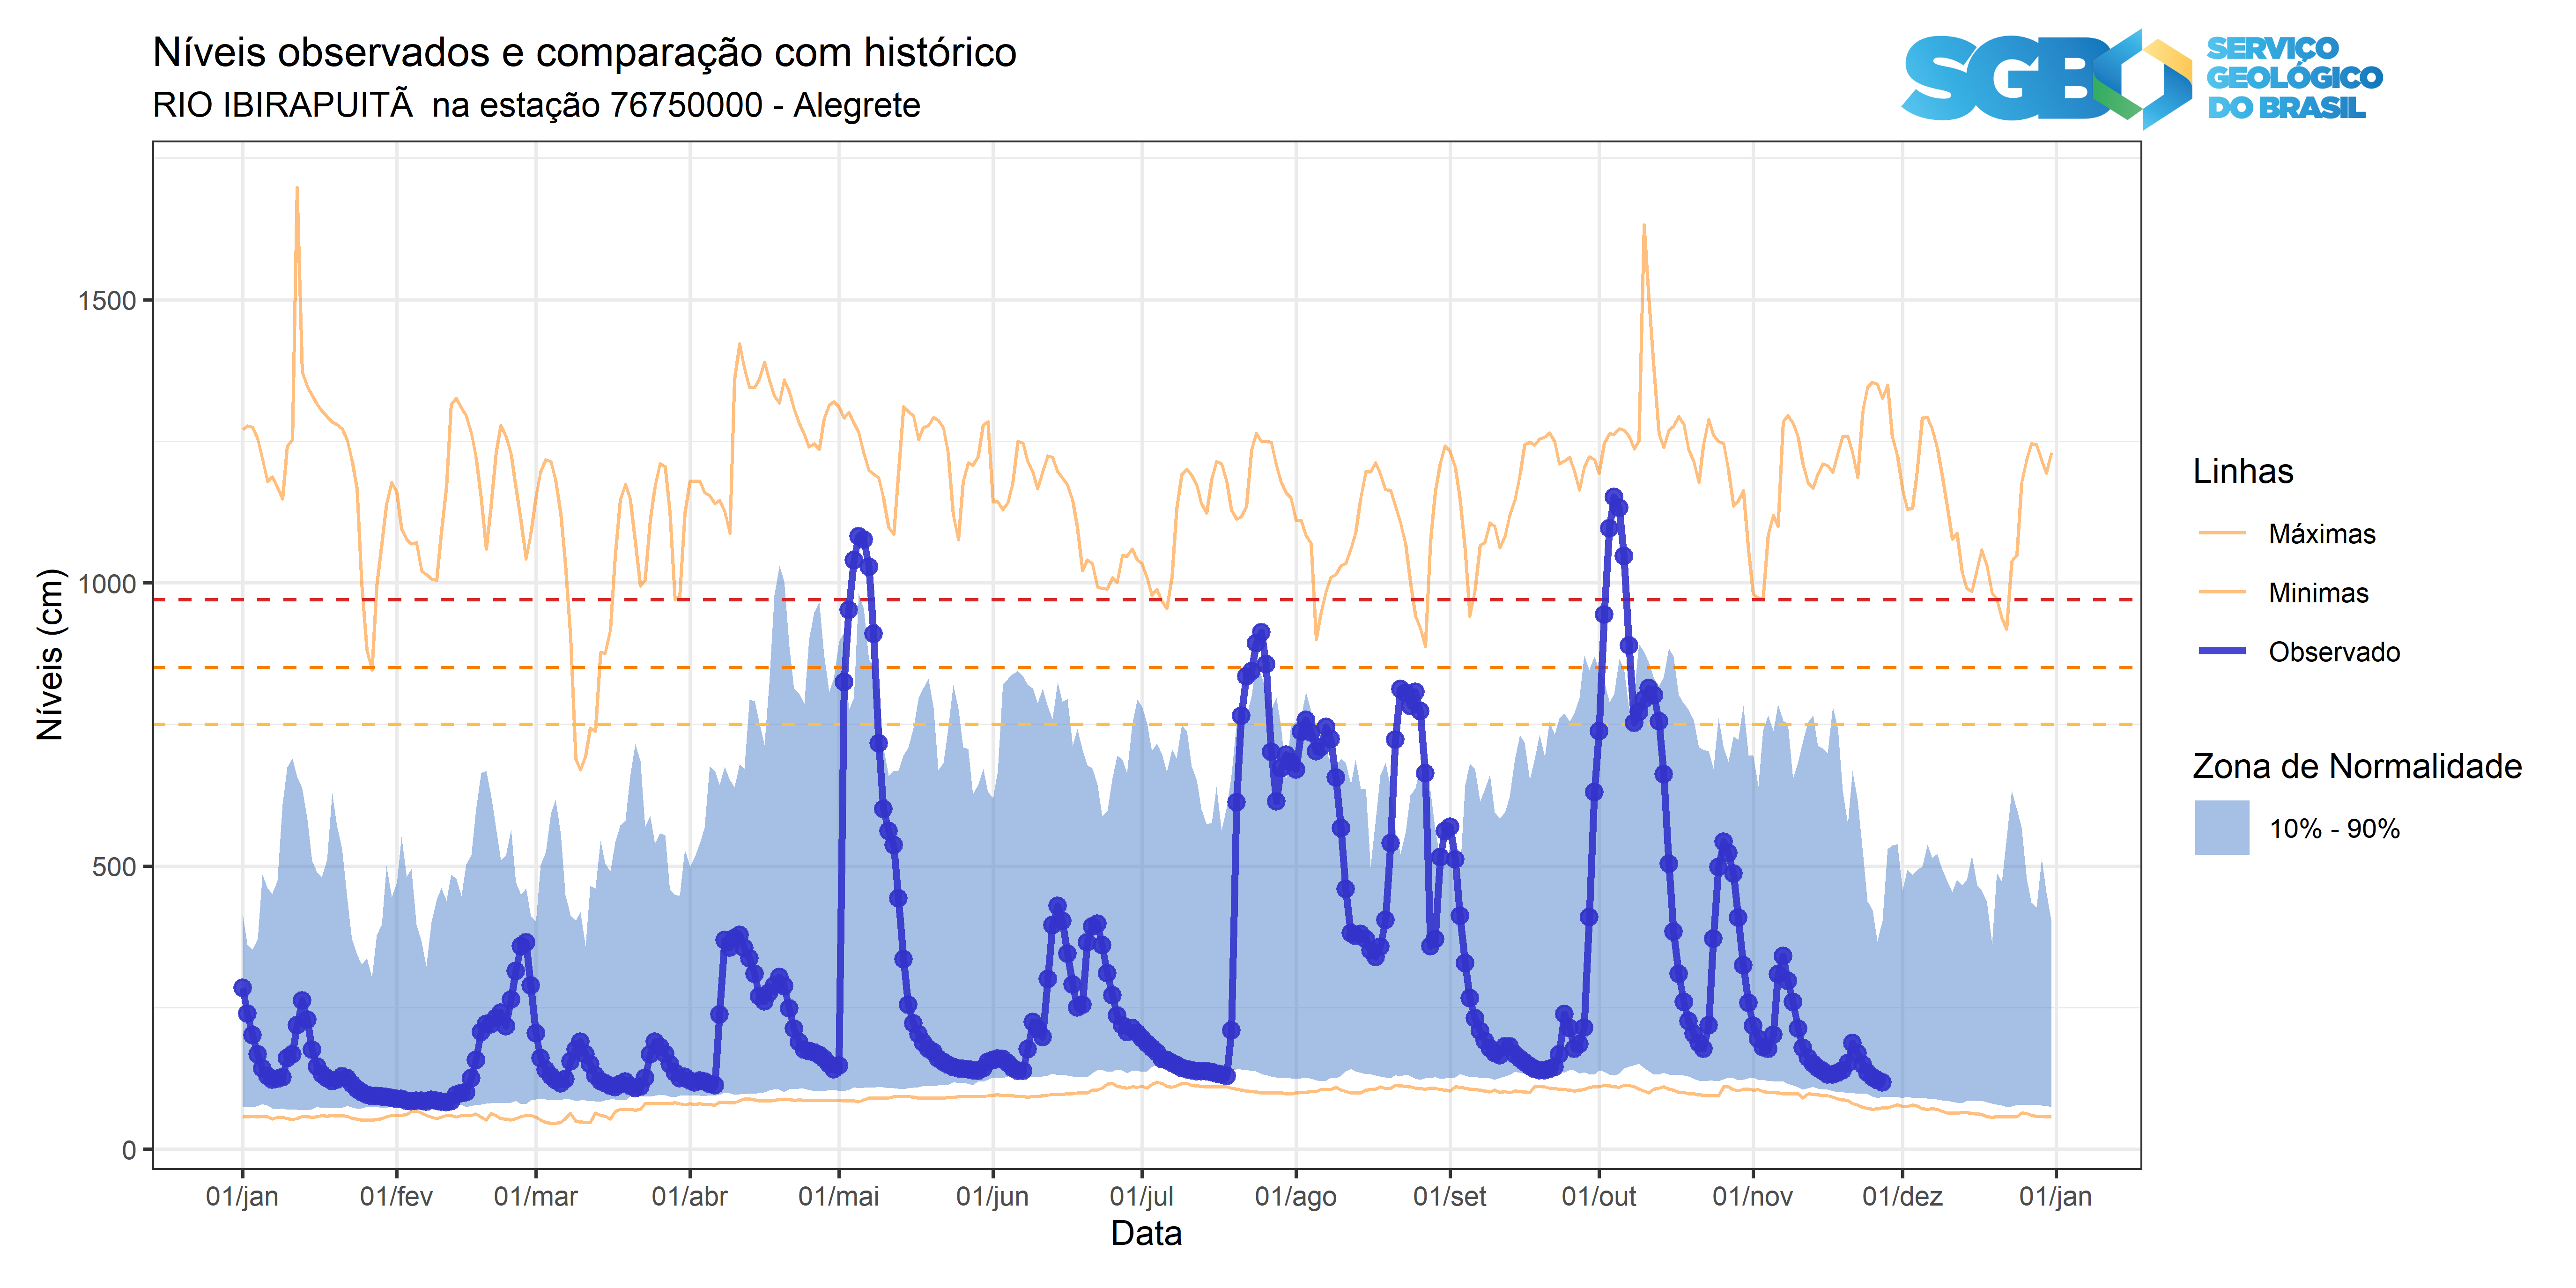 Níveis observados e comparação com histórico
RIO IBIRAPUITÃ  na estação 76750000 - Alegrete
SGB
SERVIÇO
GEOLÓGICO
DO BRASIL
Níveis (cm)
1500
1000
500
0
01/jan 01/fev 01/mar 01/abr 01/mai 01/jun 01/jul 01/ago 01/set 01/out 01/nov 01/dez 01/jan
Data
Linhas
Máximas
Minimas
Observado
Zona de Normalidade
10% - 90%